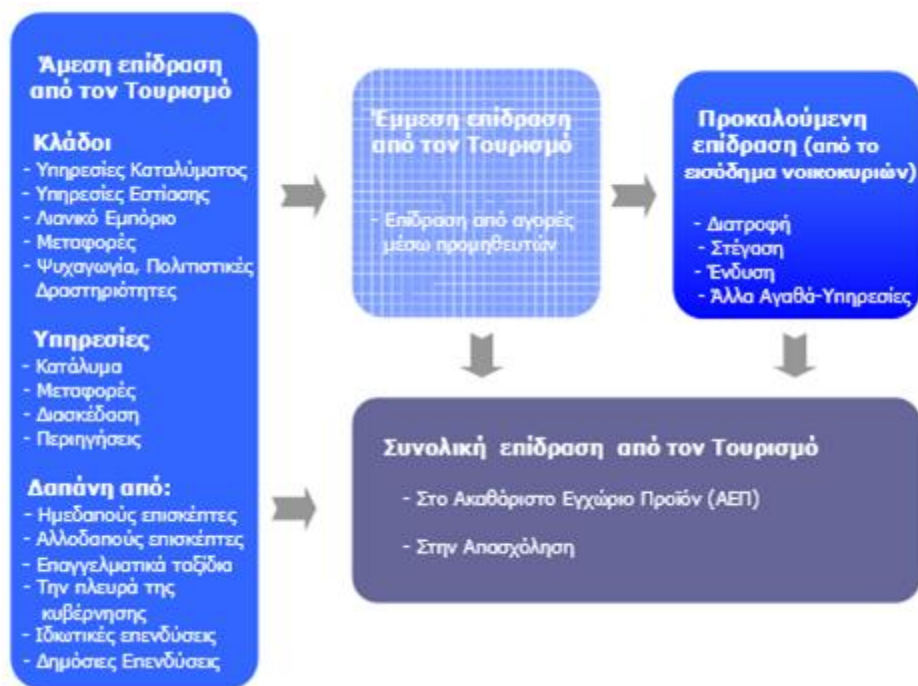 Άμεση επίδραση
από τον Τουρισμό
Κλάδοι
- Υπηρεσίες Καταλύματος
- Υπηρεσίες Εστίασης
- Λιανικό Εμπόριο
- Μεταφορές
- Ψυχαγωγία, Πολιτιστικές
Δραστηριότητες
Υπηρεσίες
- Κατάλυμα
- Μεταφορές
- Διασκέδαση
- Περιηγήσεις
Δαπάνη από:
- Ημεδαπούς επισκέπτες
- Αλλοδαπούς επισκέπτες
- Επαγγελματικά ταξίδια
- Την πλευρά της
κυβέρνησης
- Ιδιωτικές επενδύσεις
- Δημόσιες Επενδύσεις
Έμμεση επίδραση
από τον Τουρισμό
- Επίδραση από αγορές
μέσω προμηθευτών
Προκαλούμενη
επίδραση (από το
εισόδημα νοικοκυριών)
- Διατροφή
- Στέγαση
- Ένδυση
- Άλλα Αγαθά-Υπηρεσίες
Συνολική επίδραση από τον Τουρισμό
- Στο Ακαθάριστο Εγχώριο Προϊόν (ΑΕΠ)
- Στην Απασχόληση